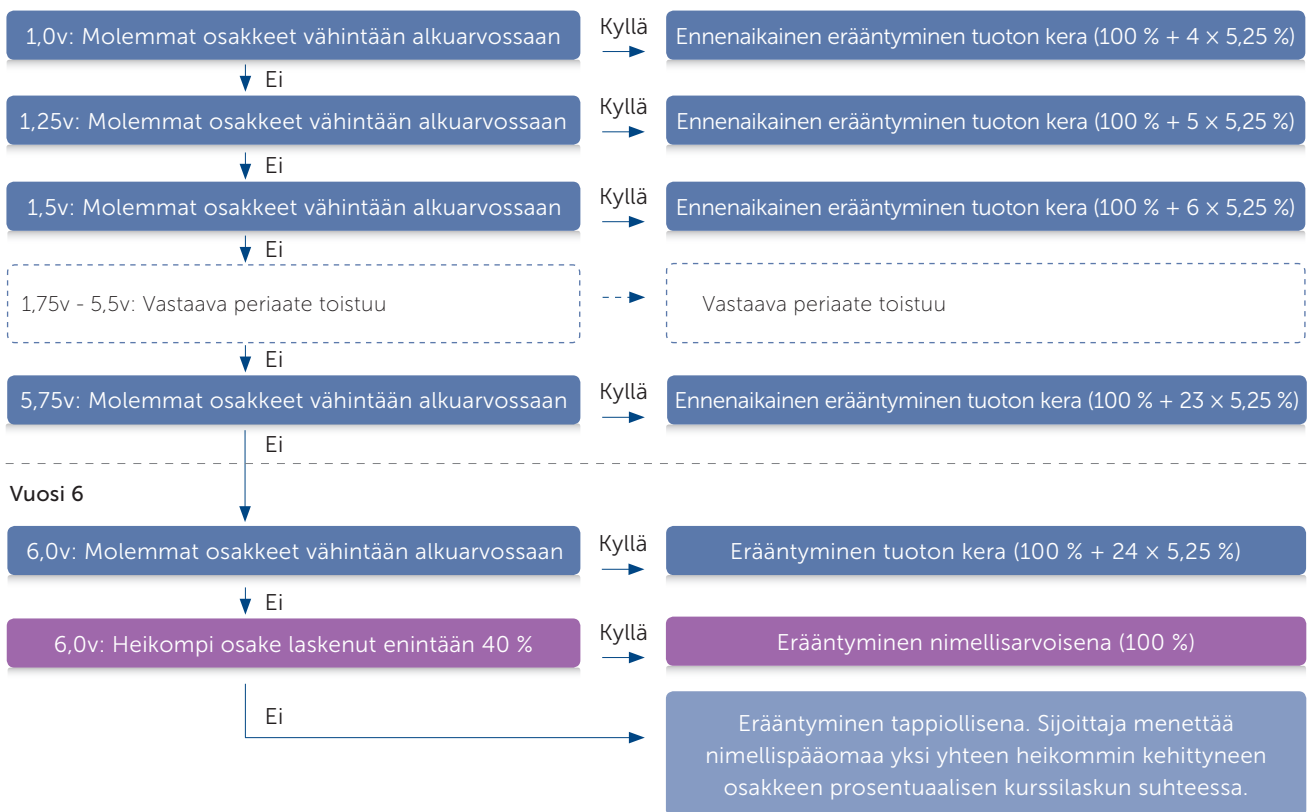 1,0v: Molemmat osakkeet vähintään alkuarvossaan
Kyllä
Ennenaikainen erääntyminen tuoton kera (100 % + 4 × 5,25 %)
Ei
1,25v: Molemmat osakkeet vähintään alkuarvossaan
Kyllä
Ennenaikainen erääntyminen tuoton kera (100 % + 5 × 5,25 %)
Ei
1,5v: Molemmat osakkeet vähintään alkuarvossaan
Kyllä
Ennenaikainen erääntyminen tuoton kera (100 % + 6 × 5,25 %)
Ei
1,75v - 5,5v: Vastaava periaate toistuu
Vastaava periaate toistuu
Ei
5,75v: Molemmat osakkeet vähintään alkuarvossaan
Kyllä
Ennenaikainen erääntyminen tuoton kera (100 % + 23 × 5,25 %)
Ei
Vuosi 6
6,0v: Molemmat osakkeet vähintään alkuarvossaan
Kyllä
Erääntyminen tuoton kera (100 % + 24 × 5,25 %)
Ei
6,0v: Heikompi osake laskenut enintään 40 %
Kyllä
Erääntyminen nimellisarvoisena (100 %)
Ei
Erääntyminen tappiollisena. Sijoittaja menettää
nimellispääomaa yksi yhteen heikommin kehittyneen
osakkeen prosentuaalisen kurssilaskun suhteessa.